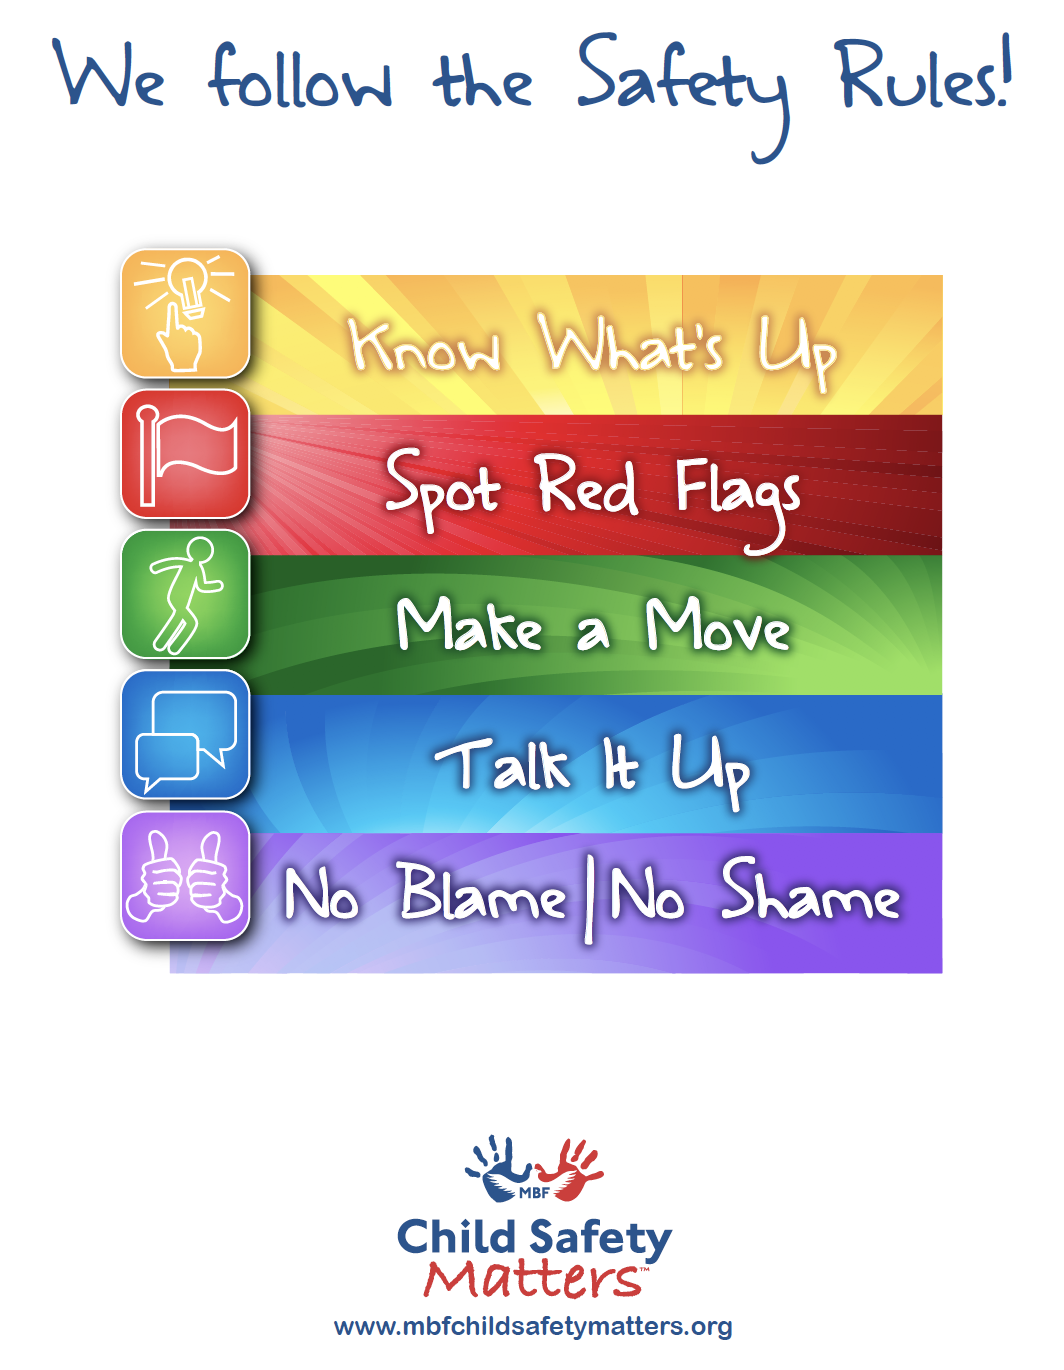 We follow the Safety Rules!
Know What's Up
Spot Red Flags
Make a Move
Talk It Up
No Blame|No Shame
MBF
Child Safety
Matters™
www.mbfchildsafetymatters.org